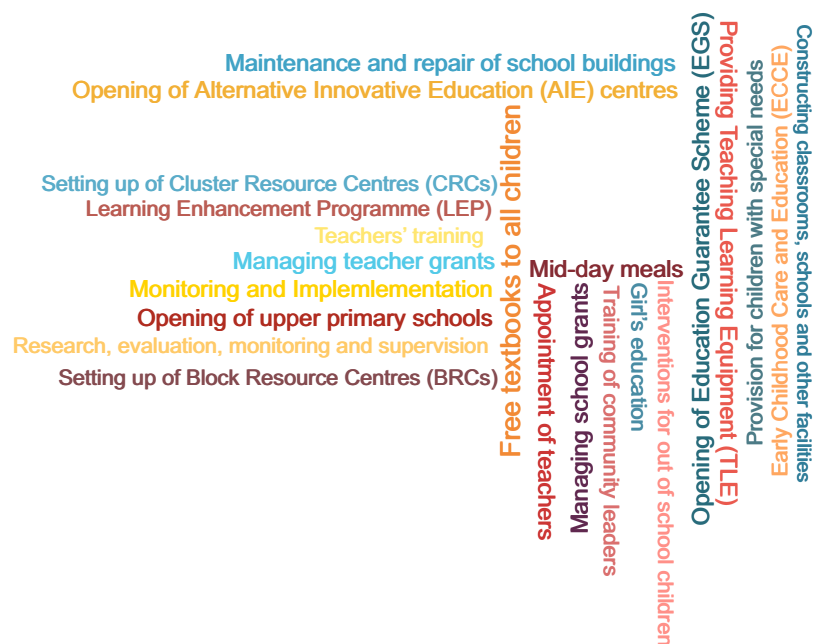 Maintenance and repair of school buildings
Opening of Alternative Innovative Education (AIE) centres
Setting up of Cluster Resource Centres (CRCs)
Learning Enhancement Programme (LEP)
Teachers' training
Managing teacher grants
Monitoring and Implemlementation
Opening of upper primary schools
Research, evaluation, monitoring and supervision
Setting up of Block Resource Centres (BRCs)
Free textbooks to all children
Mid-day meals
Appointment of teachers
Managing school grants
Training of community leaders
Girl's education
Interventions for out of school children
Opening of Education Guarantee Scheme (EGS)
Providing Teaching Learning Equipment (TLE)
Provision for children with special needs
Early Childhood Care and Education (ECCE)
Constructing classrooms, schools and other facilities